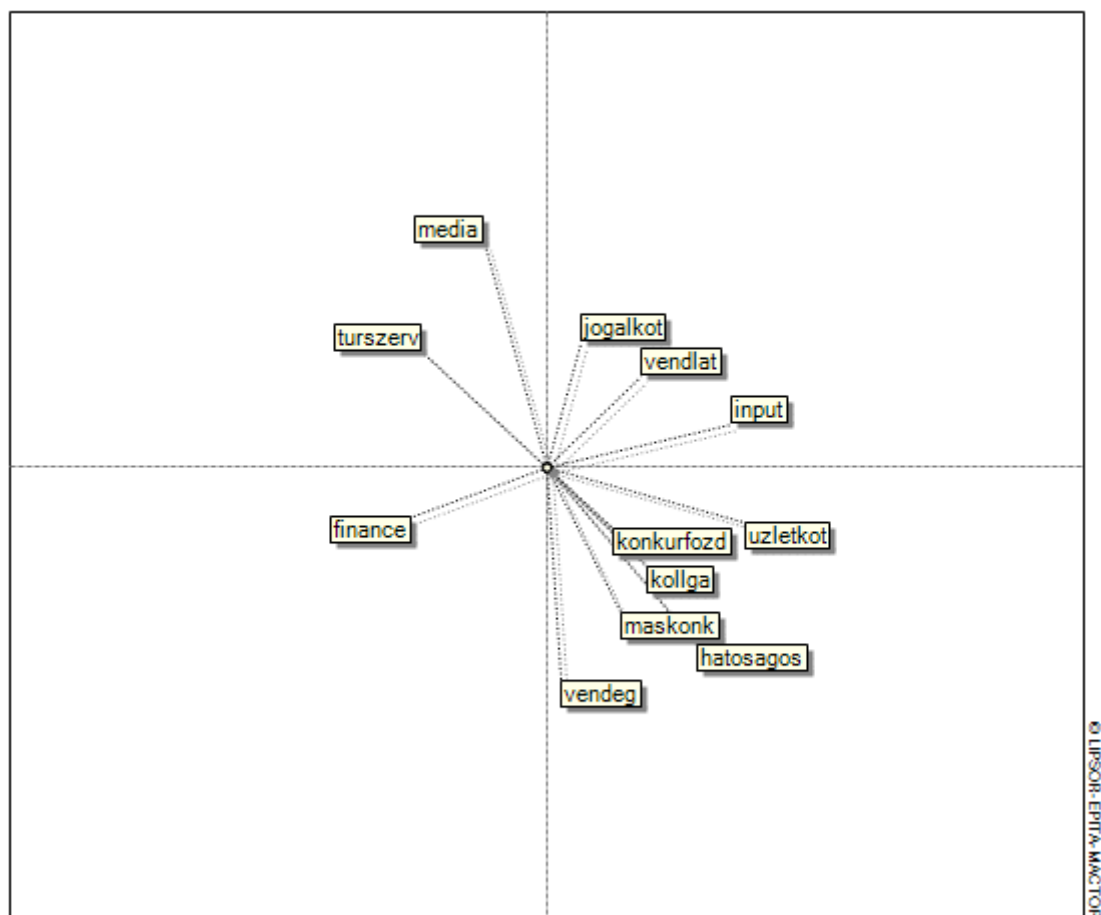 media
jogalkot
turszerv
vendlat
input
finance
uzletkot
konkurfozd
kollga
maskonk
hatosagos
vendeg
© LIPSOR-EPITA-MACTOR